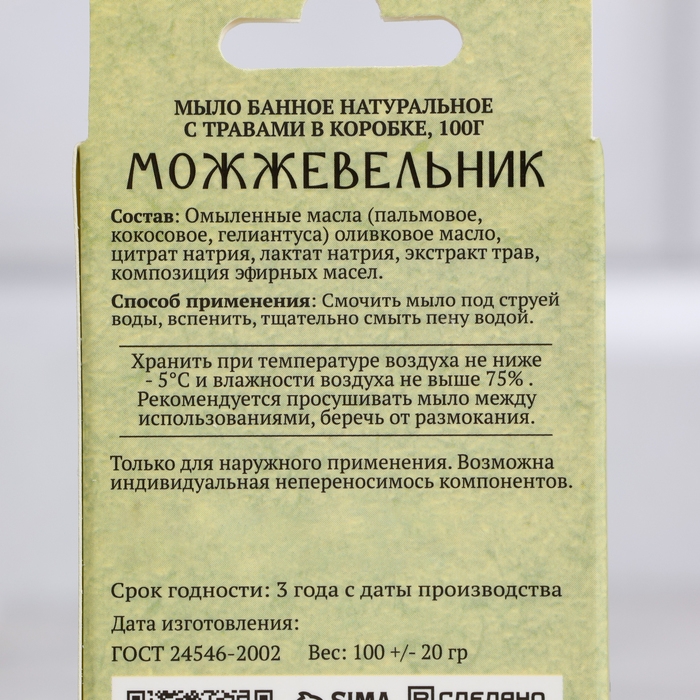 МЫЛО БАННОЕ НАТУРАЛЬНОЕ
С ТРАВАМИ В КОРОБКЕ, 100Г
МОЖЖЕВЕЛЬНИК
Состав: Омыленные масла (пальмовое,
кокосовое, гелиантуса) оливковое масло,
цитрат натрия, лактат натрия, экстракт трав,
композиция эфирных масел.
Способ применения: Смочить мыло под струей
воды, вспенить, тщательно смыть пену водой.
Хранить при температуре воздуха не ниже
- 5°С и влажности воздуха не выше 75% .
Рекомендуется просушивать мыло между
использованиями, беречь от размокания.
Только для наружного применения. Возможна
индивидуальная непереносимось компонентов.
Срок годности: 3 года с даты производства
Дата изготовления:
ГОСТ 24546-2002 Вес: 100 +/- 20 гр
SIMA СДЕЛАНО